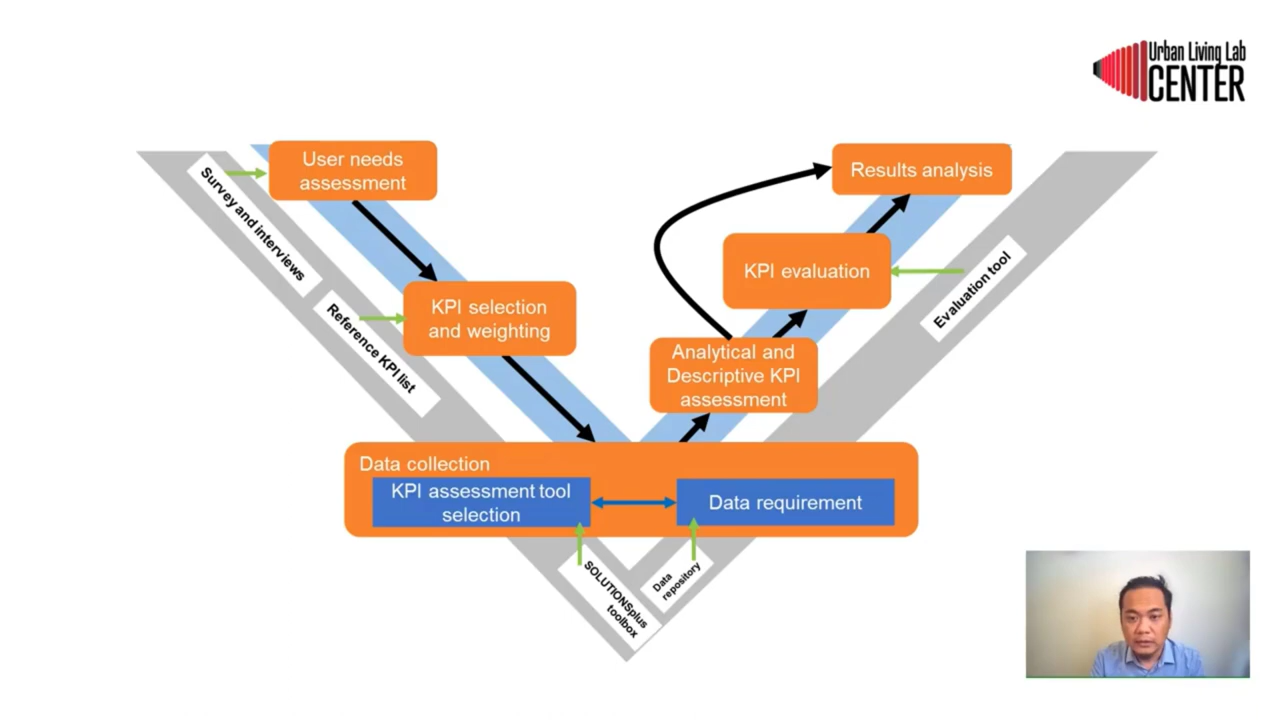 Urban Living Lab
CENTER
User needs
assessment
Results analysis
Survey and interviews
KPI evaluation
Evaluation tool
KPI selection
and weighting
Reference KPI list
Analytical and
Descriptive KPI
assessment
Data collection
KPI assessment tool
selection
Data requirement
SOLUTIONSplus
toolbox
Data
repository